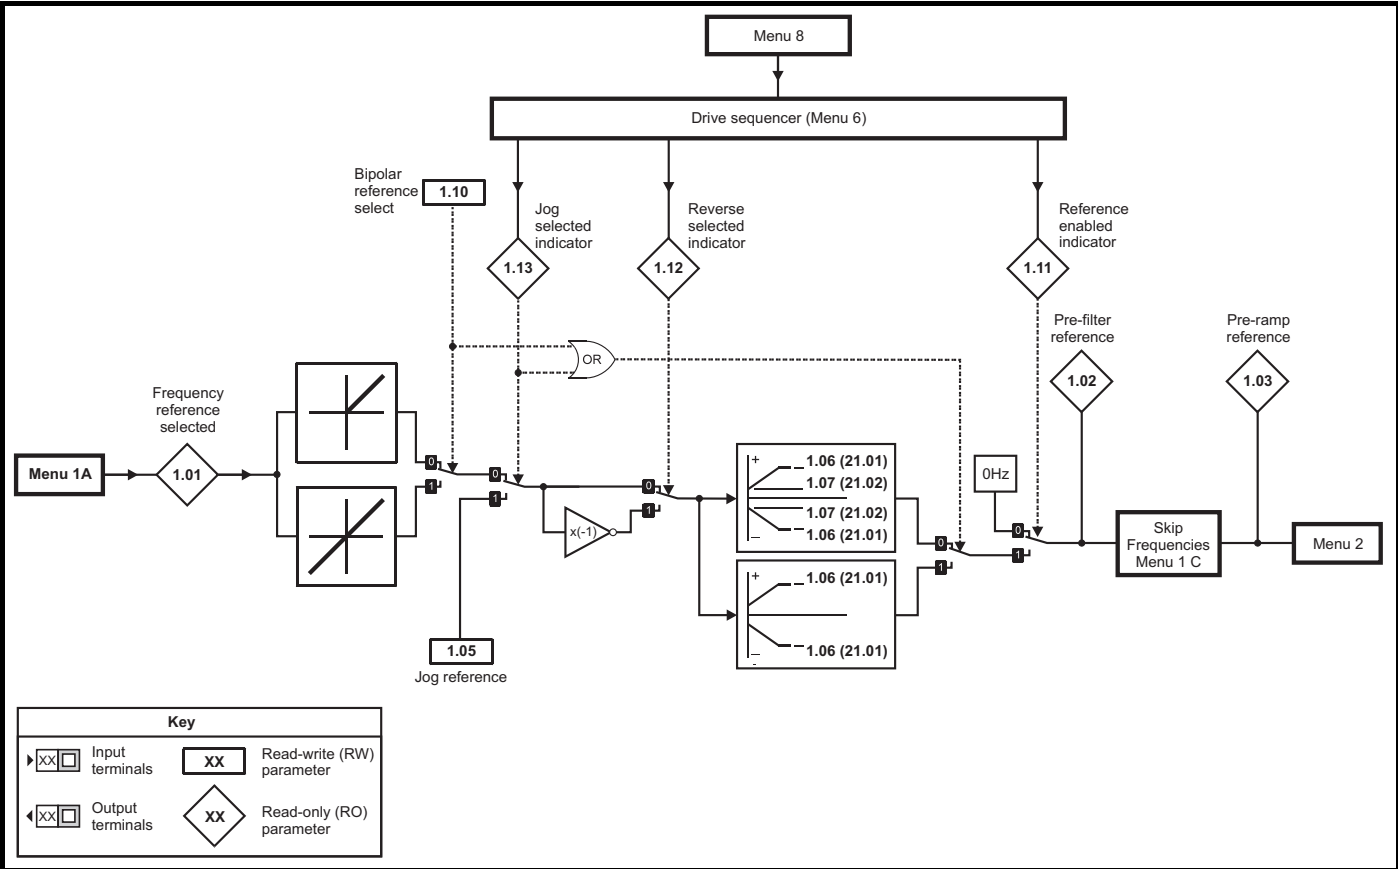 Menu 8
Drive sequencer (Menu 6)
Bipolar
reference
select
1.10
Jog
selected
indicator
1.13
Reverse
selected
indicator
1.12
Reference
enabled
indicator
1.11
Pre-filter
reference
1.02
Pre-ramp
reference
1.03
OR
Frequency
reference
selected
Menu 1A
1.01
0
1
0
1
x(-1)
0
1
+
1.06 (21.01)
1.07 (21.02)
1.07 (21.02)
1.06 (21.01)
_
+
1.06 (21.01)
1.06 (21.01)
_
0
1
0Hz
0
1
Skip
Frequencies
Menu 1 C
Menu 2
1.05
Jog reference
Key
XX
Input
terminals
XX
Read-write (RW)
parameter
XX
Output
terminals
XX
Read-only (RO)
parameter